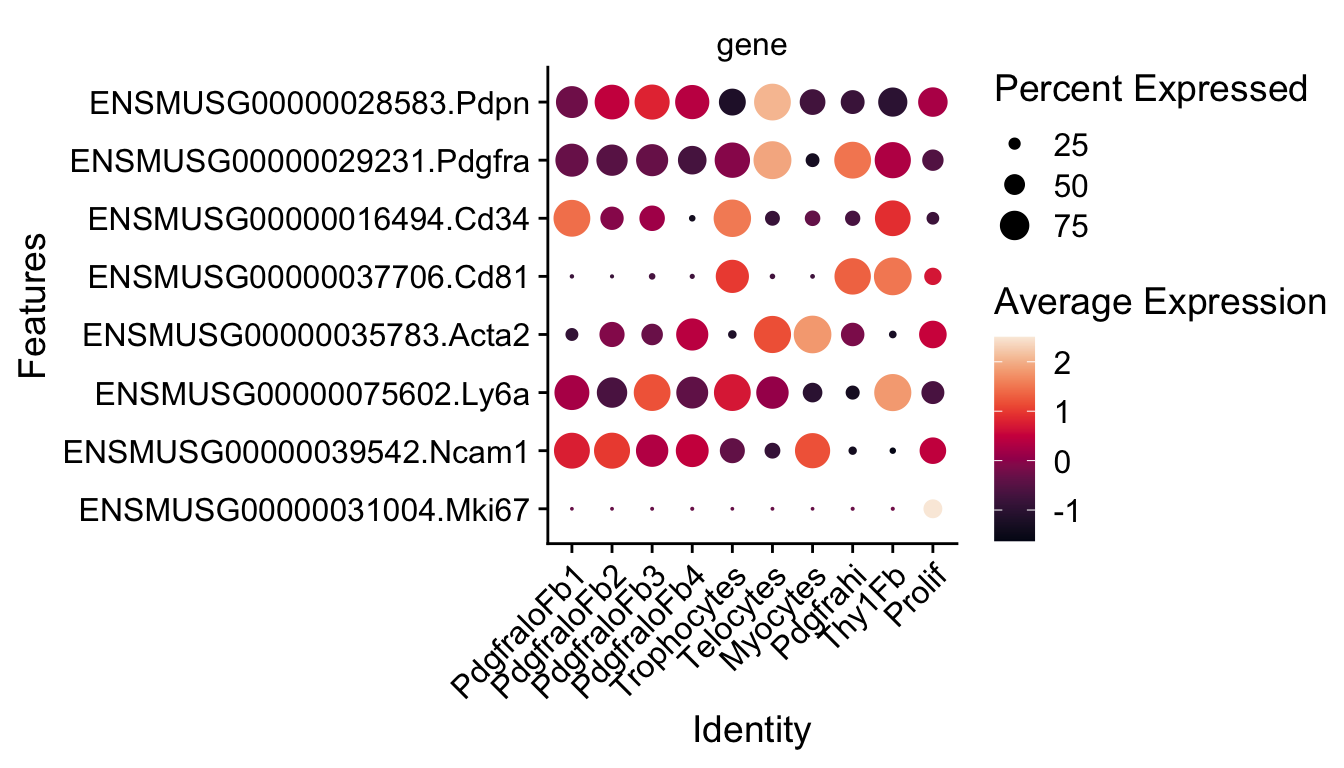 gene
ENSMUSG00000028583.Pdpn
ENSMUSG00000029231.Pdgfra
ENSMUSG00000016494.Cd34
ENSMUSG00000037706.Cd81
ENSMUSG00000035783.Acta2
ENSMUSG00000075602.Ly6a
ENSMUSG00000039542.Ncam1
ENSMUSG00000031004.Mki67
Features
PdgfraloFb1
PdgfraloFb2
PdgfraloFb3
PdgfraloFb4
Trophocytes
Telocytes
Myocytes
Pdgfrahi
Thy1Fb
Prolif
Identity
Percent Expressed
25
50
75
Average Expression
2
1
0
-1